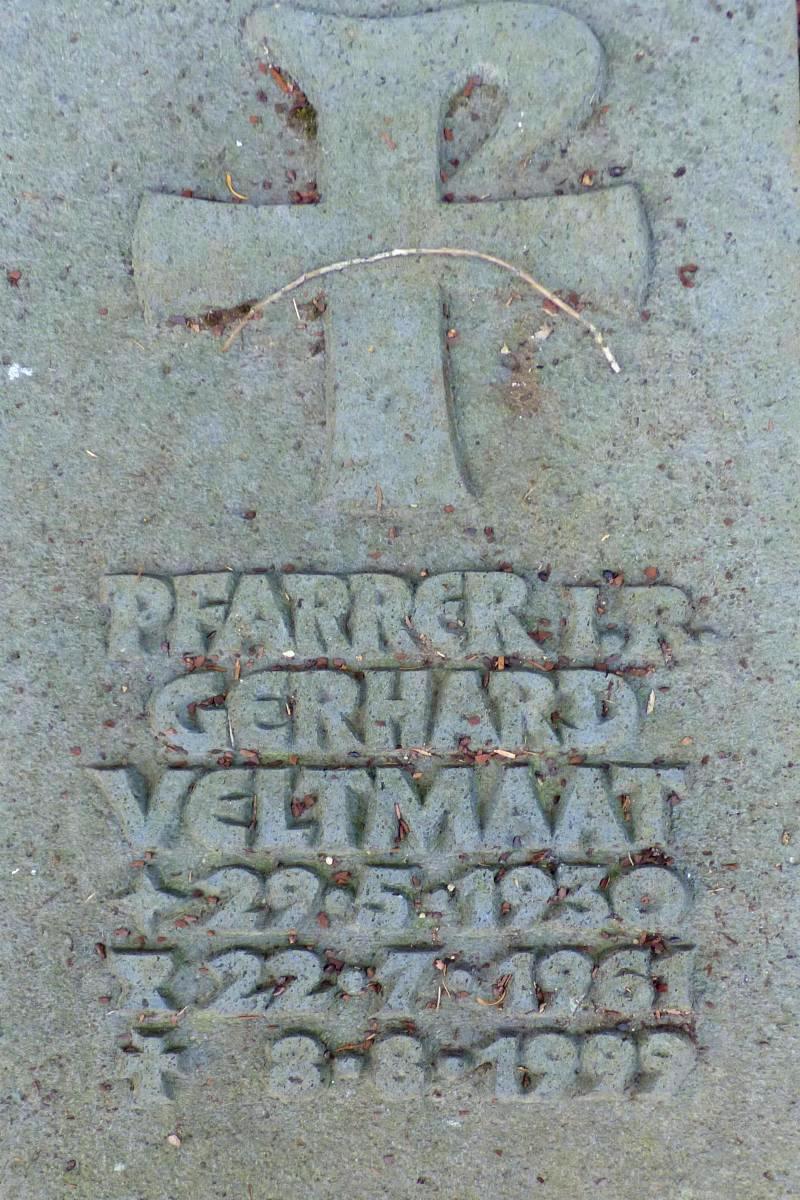 PFARRER I.R.
GERHARD
VELTMAAT
* 29.5.1930
⚹ 22.7.1961
† 8.8.1999